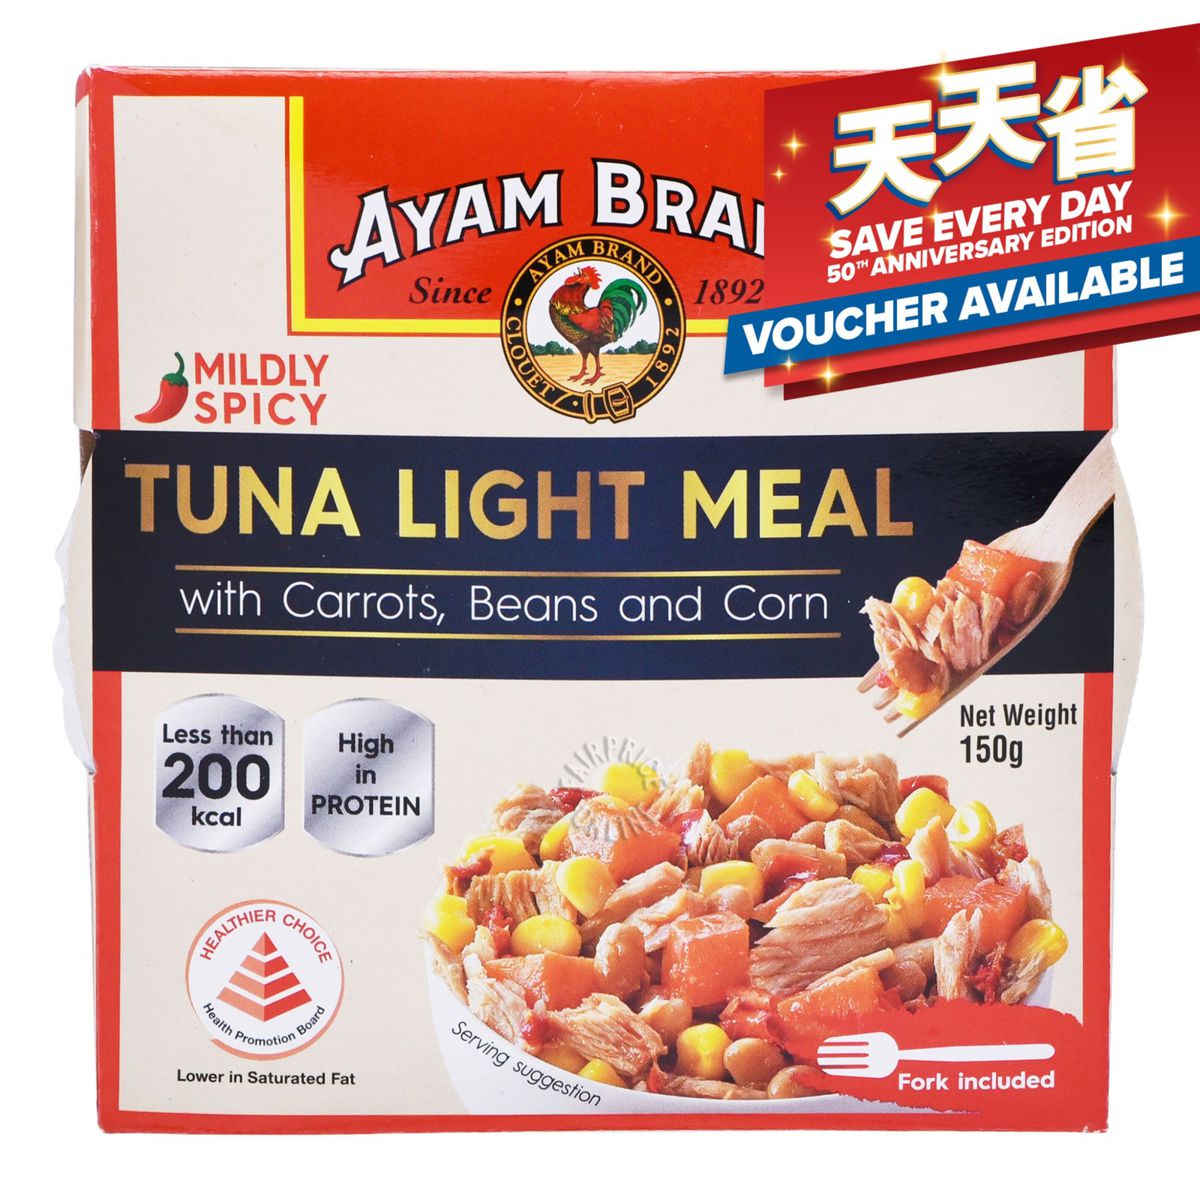 天天省
SAVE EVERY DAY
50TH ANNIVERSARY EDITION
VOUCHER AVAILABLE
AYAM
Since 1892
AYAM BRAND
CLOUET
1892
MILDLY
SPICY
TUNA LIGHT MEAL
with Carrots, Beans and Corn
Less than
200
kcal
High
in
PROTEIN
Net Weight
150g
FAIRPRICE
ONLINE
HEALTHIER CHOICE
Health Promotion Board
Lower in Saturated Fat
Serving suggestion
Fork included